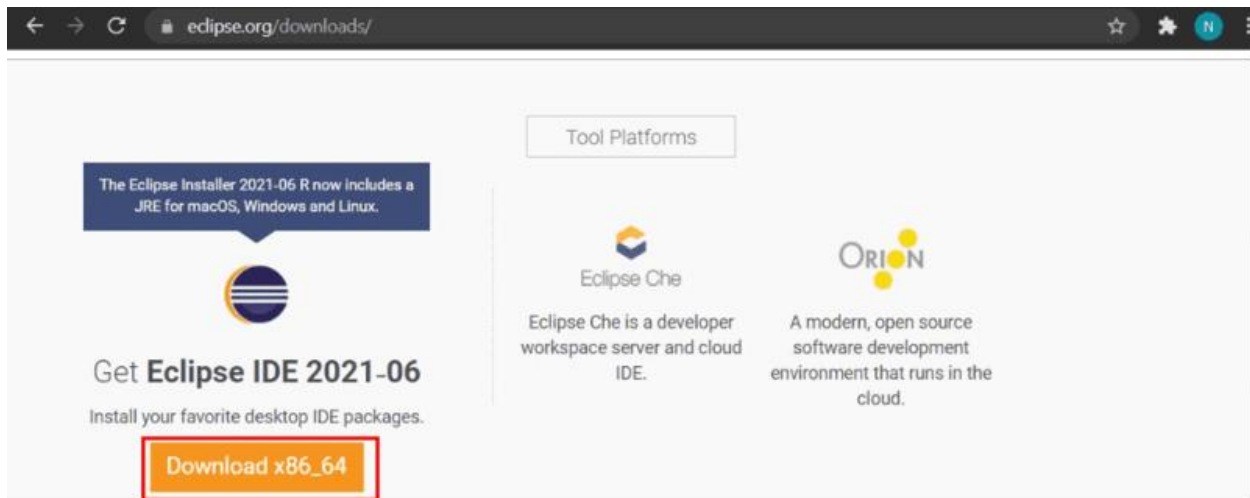 eclipse.org/downloads/
N
Tool Platforms
The Eclipse Installer 2021-06 R now includes a
JRE for macOS, Windows and Linux.
Get Eclipse IDE 2021-06
Install your favorite desktop IDE packages.
Download x86_64
Eclipse Che
Eclipse Che is a developer
workspace server and cloud
IDE.
ORION
A modern, open source
software development
environment that runs in the
cloud.